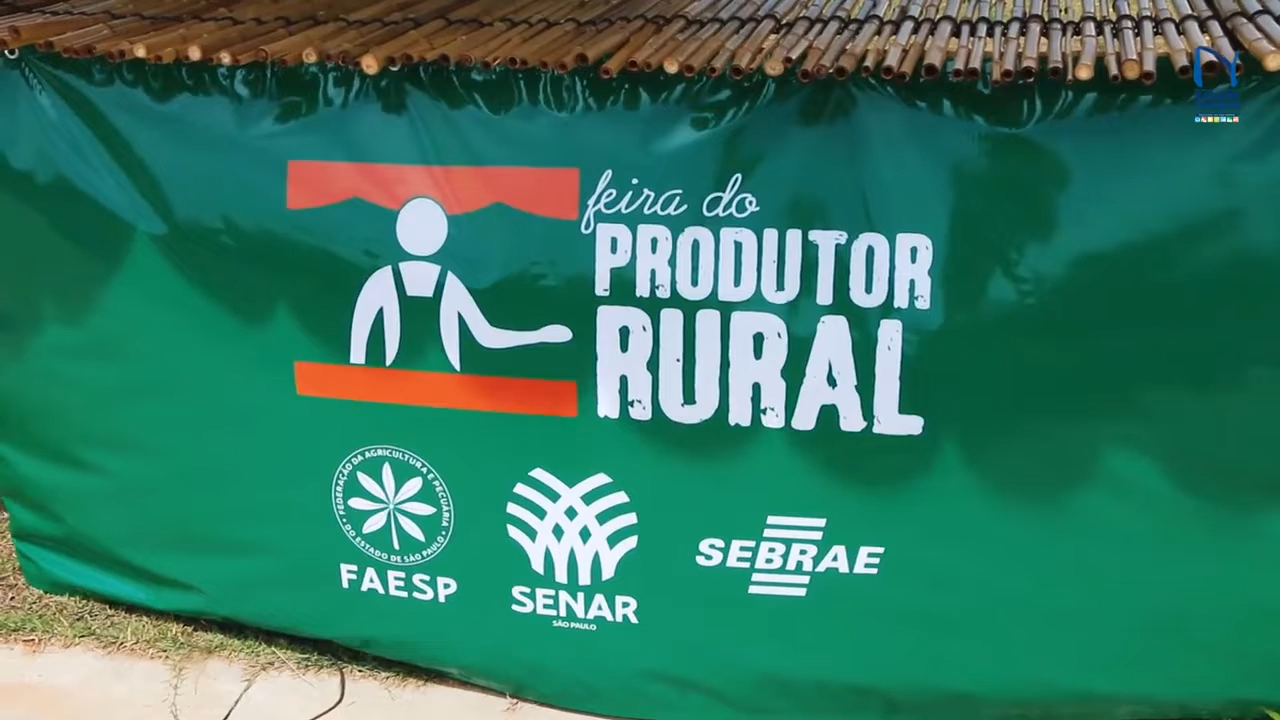 feira do
PRODUTOR
RURAL
FEDERAÇÃO DA AGRICULTURA E PECUÁRIA
DO ESTADO DE SÃO PAULO
FAESP
SENAR
SÃO PAULO
SEBRAE